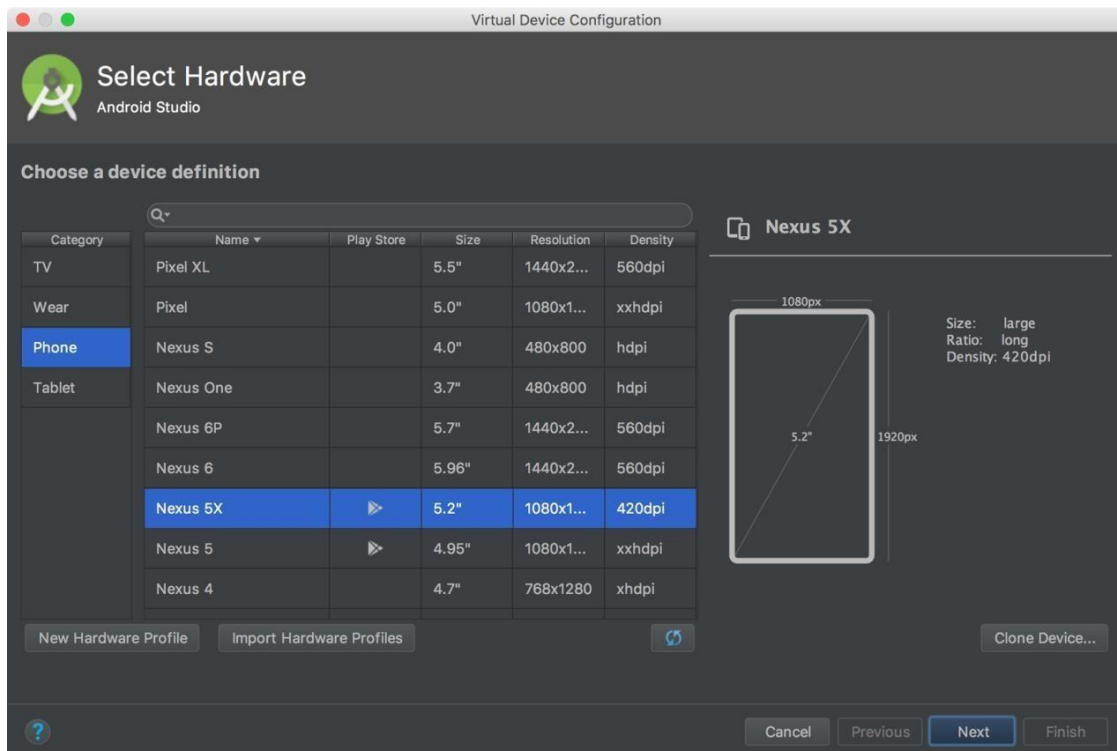 Virtual Device Configuration
Select Hardware
Android Studio
Choose a device definition
Category
TV
Wear
Phone
Tablet
Name Play Store Size Resolution Density
Pixel XL 5.5" 1440x2... 560dpi
Pixel 5.0" 1080x1... xxhdpi
Nexus S 4.0" 480x800 hdpi
Nexus One 3.7" 480x800 hdpi
Nexus 6P 5.7" 1440x2... 560dpi
Nexus 6 5.96" 1440x2... 560dpi
Nexus 5X 5.2" 1080x1... 420dpi
Nexus 5 4.95" 1080x1... xxhdpi
Nexus 4 4.7" 768x1280 xhdpi
New Hardware Profile Import Hardware Profiles
Nexus 5X
1080px
5.2"
1920px
Size: large
Ratio: long
Density: 420dpi
Clone Device...
?
Cancel Previous Next Finish